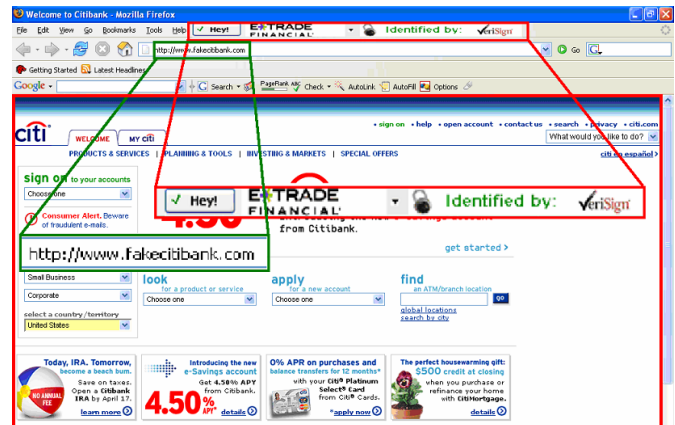 Welcome to Citibank - Mozilla Firefox
File Edit View Go Bookmarks Tools Help Hey! E*TRADE FINANCIAL Identified by: VeriSign
http://www.fakecitibank.com Go G
Getting Started Latest Headlines
Google G Search PageRank ABC Check AutoLink AutoFill Options
sign on help open account contact us search privacy citi.com
citi WELCOME MY citi What would you like to do?
PRODUCTS & SERVICES | PLANNING & TOOLS | INVESTING & MARKETS | SPECIAL OFFERS citi en español >
sign on to your accounts
Choose one
Hey! E*TRADE FINANCIAL Identified by: VeriSign
Consumer Alert. Beware
of fraudulent e-mails.
4.50
from Citibank.
http://www.fakecitibank.com
get started >
Small Business
Corporate
select a country/territory
United States
look
for a product or service
Choose one
apply
for a new account
Choose one
find
an ATM/branch location
GO
global locations
search by city
Today, IRA. Tomorrow,
become a beach bum.
Save on taxes.
Open a Citibank
IRA by April 17.
learn more
NO ANNUAL
FEE
Introducing the new
e-Savings account
Get 4.50% APY
from Citibank.
4.50% APY*
details
0% APR on purchases and
balance transfers for 12 months*
with your Citi® Platinum
Select® Card
from Citi® Cards.
*apply now
The perfect housewarming gift:
$500 credit at closing
when you purchase or
refinance your home
with CitiMortgage.
details